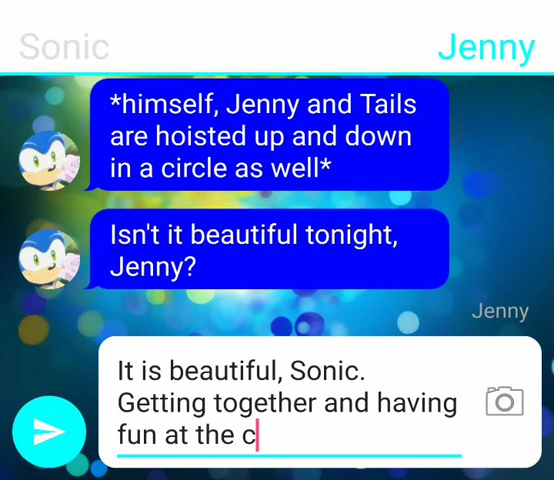 Sonic
Jenny
*himself, Jenny and Tails
are hoisted up and down
in a circle as well*
Isn't it beautiful tonight,
Jenny?
Jenny
It is beautiful, Sonic.
Getting together and having
fun at the c